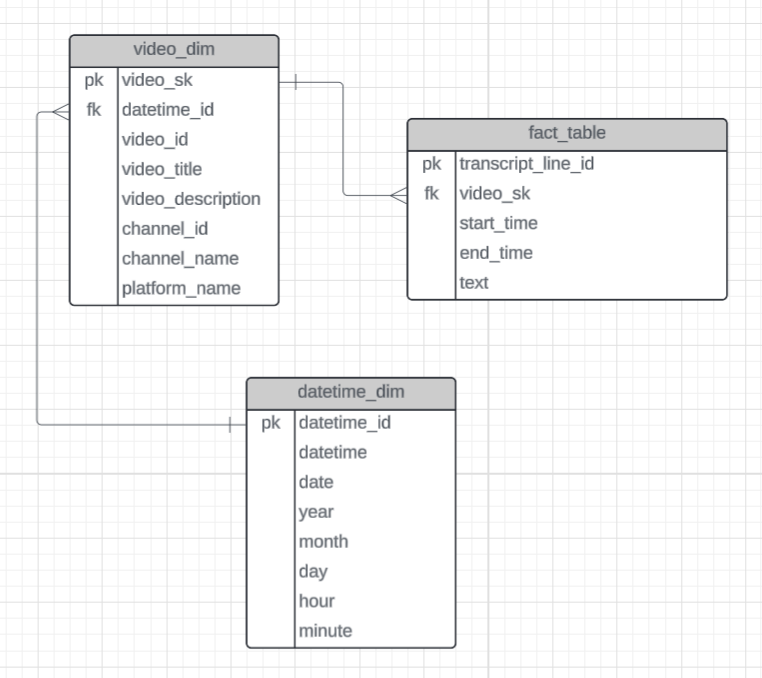 video_dim
pk video_sk
fk datetime_id
video_id
video_title
video_description
channel_id
channel_name
platform_name
fact_table
pk transcript_line_id
fk video_sk
start_time
end_time
text
datetime_dim
pk datetime_id
datetime
date
year
month
day
hour
minute